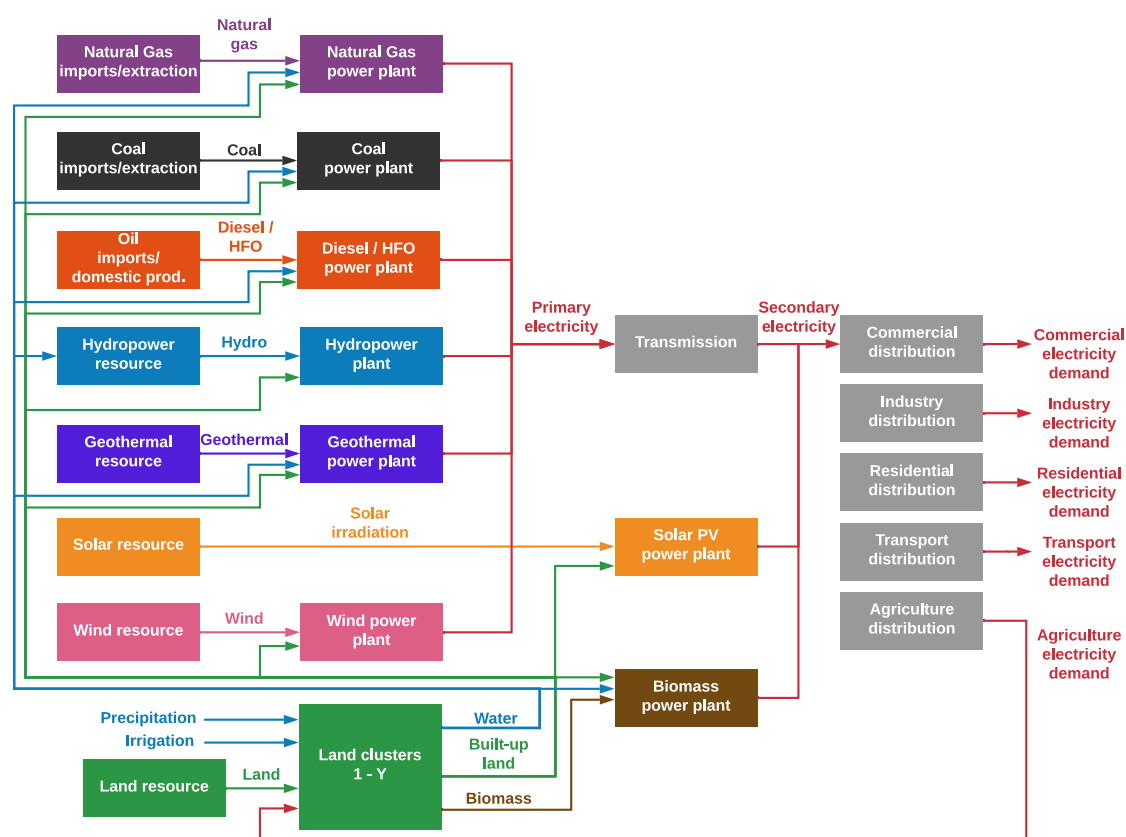 Natural Gas
imports/extraction
Natural
gas
Natural Gas
power plant
Coal
imports/extraction
Coal
Coal
power plant
Oil
imports/
domestic prod.
Diesel /
HFO
Diesel / HFO
power plant
Hydropower
resource
Hydro
Hydropower
plant
Primary
electricity
Transmission
Secondary
electricity
Commercial
distribution
Commercial
electricity
demand
Industry
distribution
Industry
electricity
demand
Geothermal
resource
Geothermal
Geothermal
power plant
Residential
distribution
Residential
electricity
demand
Solar resource
Solar
irradiation
Solar PV
power plant
Transport
distribution
Transport
electricity
demand
Wind resource
Wind
Wind power
plant
Agriculture
distribution
Agriculture
electricity
demand
Biomass
power plant
Precipitation
Irrigation
Land resource
Land
Land clusters
1 - Y
Water
Built-up
land
Biomass